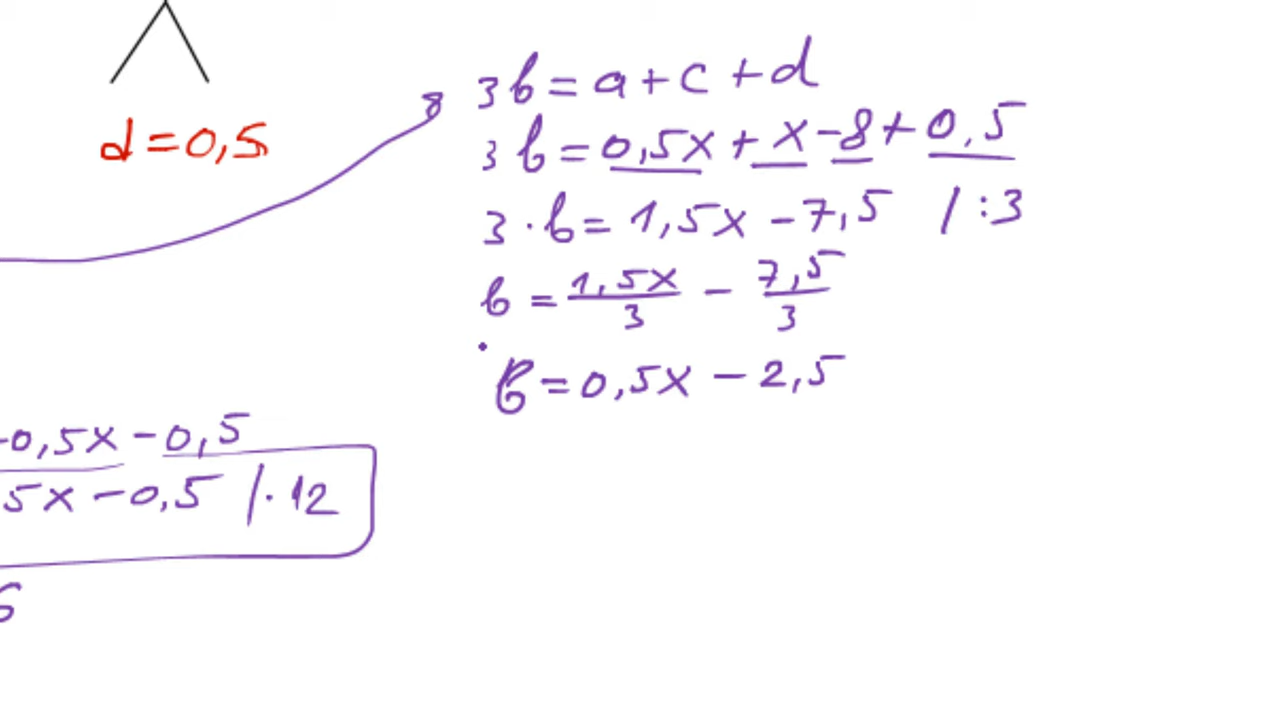 d=0,5
3b=a+c+d
3b=0,5x+x-8+0,5
3·b=1,5x-7,5 /:3
b=1,5x/3-7,5/3
b=0,5x-2,5
-0,5x-0,5
5x-0,5 /·12